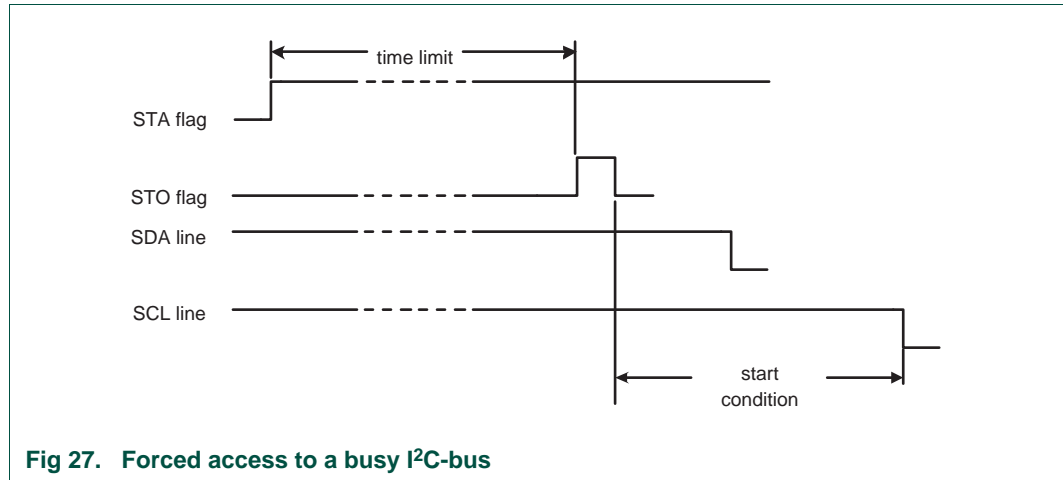 time limit
STA flag
STO flag
SDA line
SCL line
start
condition
Fig 27. Forced access to a busy I²C-bus